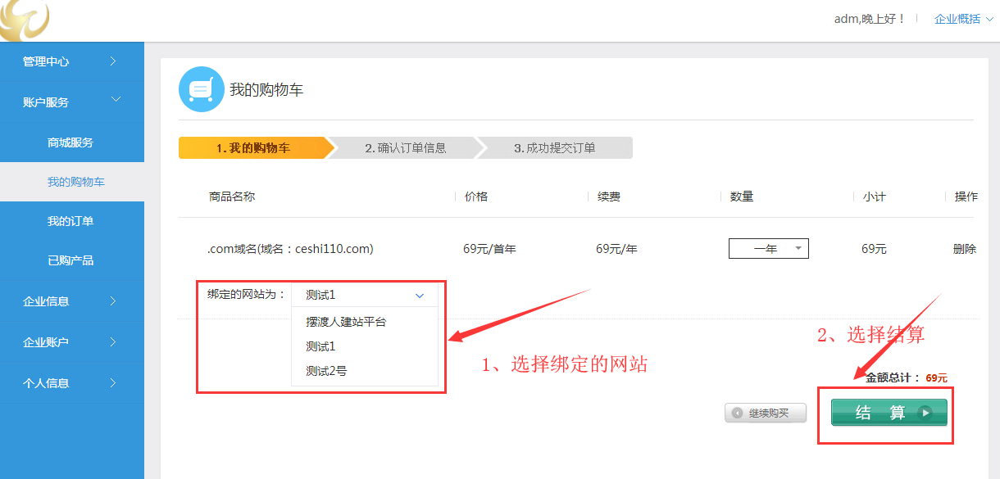 adm,晚上好！ 企业概括
管理中心
账户服务
商城服务
我的购物车
我的订单
已购产品
企业信息
企业账户
个人信息
我的购物车
1.我的购物车 2.确认订单信息 3.成功提交订单
商品名称 价格 续费 数量 小计 操作
.com域名(域名：ceshi110.com) 69元/首年 69元/年 一年 69元 删除
绑定的网站为： 测试1
摆渡人建站平台
测试1
测试2号
1、选择绑定的网站
2、选择结算
金额总计： 69元
继续购买 结 算